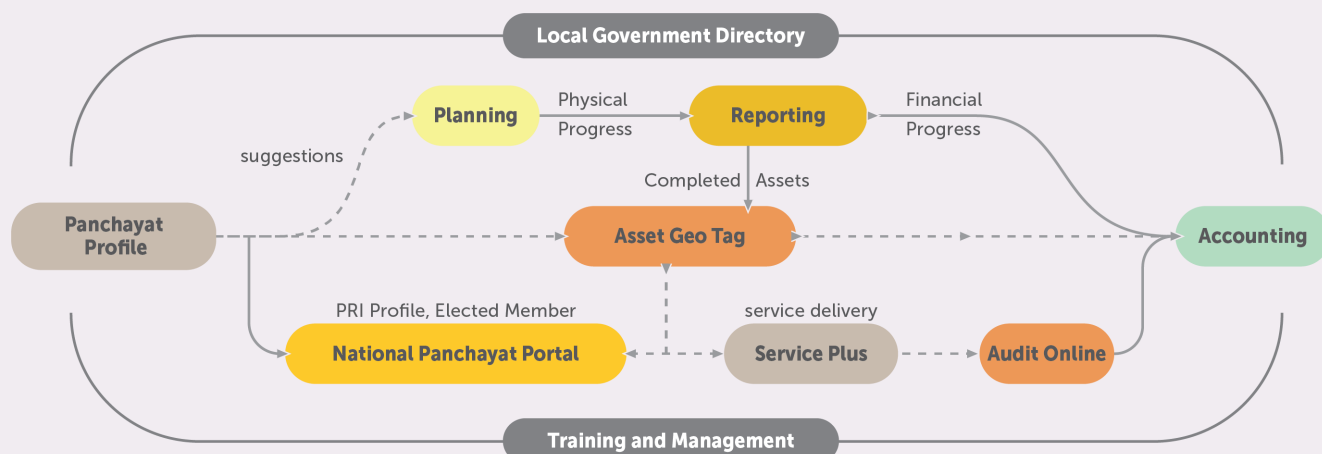 Local Government Directory
Planning
Physical
Progress
Reporting
Financial
Progress
suggestions
Completed Assets
Panchayat
Profile
Asset Geo Tag
Accounting
PRI Profile, Elected Member
service delivery
National Panchayat Portal
Service Plus
Audit Online
Training and Management